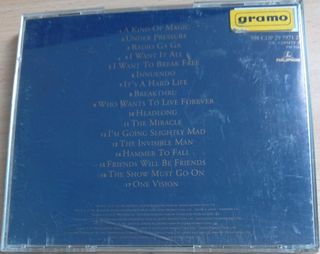 gramo
1 A KIND OF MAGIC
2 UNDER PRESSURE
3 RADIO GA GA
4 I WANT IT ALL
5 I WANT TO BREAK FREE
6 INNUENDO
7 IT'S A HARD LIFE
8 BREAKTHRU
9 WHO WANTS TO LIVE FOREVER
10 HEADLONG
11 THE MIRACLE
12 I'M GOING SLIGHTLY MAD
13 THE INVISIBLE MAN
14 HAMMER TO FALL
15 FRIENDS WILL BE FRIENDS
16 THE SHOW MUST GO ON
17 ONE VISION
PARLOPHONE